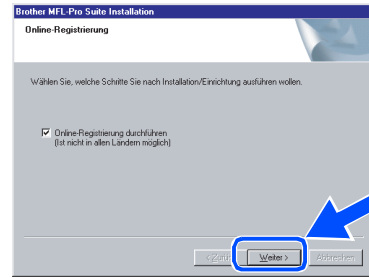 Brother MFL-Pro Suite Installation
Online-Registrierung
Wählen Sie, welche Schritte Sie nach Installation/Einrichtung ausführen wollen.
Online-Registrierung durchführen
(Ist nicht in allen Ländern möglich)
Weiter >
Abbrechen